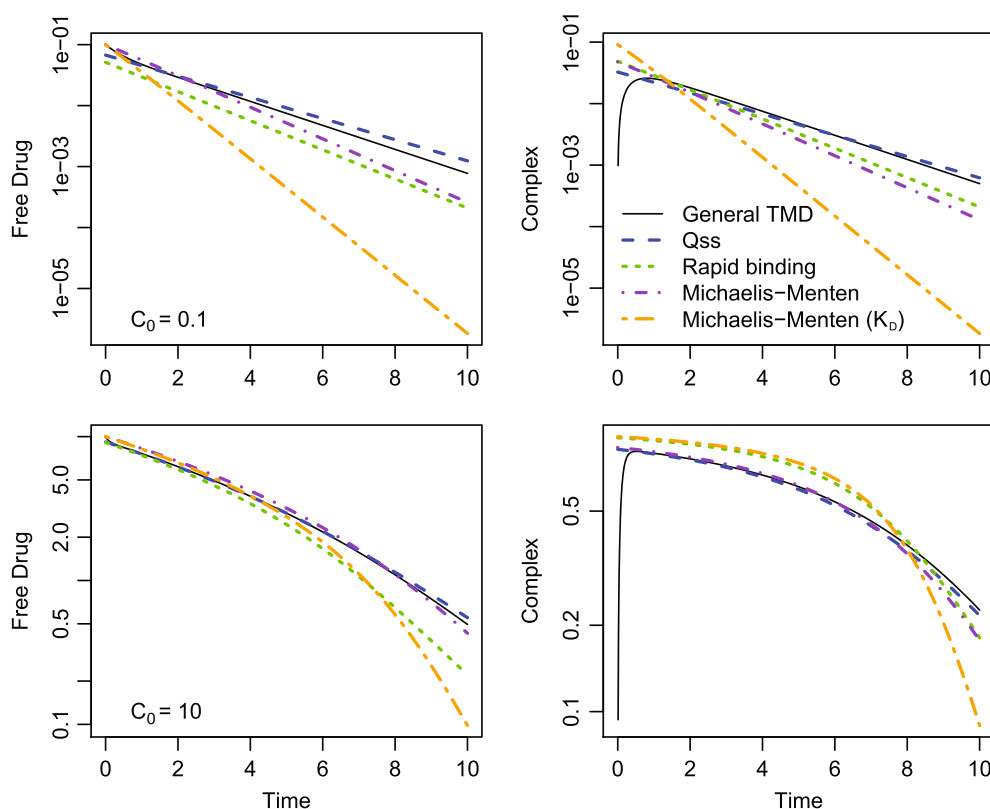 Free Drug
1e-01
1e-03
1e-05
C0 = 0.1
0 2 4 6 8 10
Complex
1e-01
1e-03
1e-05
General TMD
Qss
Rapid binding
Michaelis−Menten
Michaelis−Menten (KD)
0 2 4 6 8 10
Free Drug
5.0
2.0
0.5
0.1
C0 = 10
0 2 4 6 8 10
Time
Complex
0.5
0.2
0.1
0 2 4 6 8 10
Time